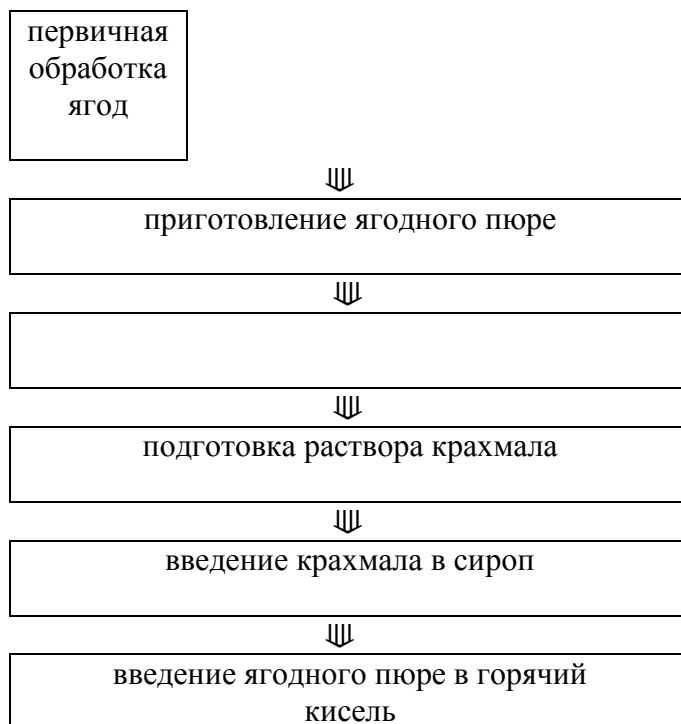 первичная
обработка
ягод
приготовление ягодного пюре
подготовка раствора крахмала
введение крахмала в сироп
введение ягодного пюре в горячий
кисель